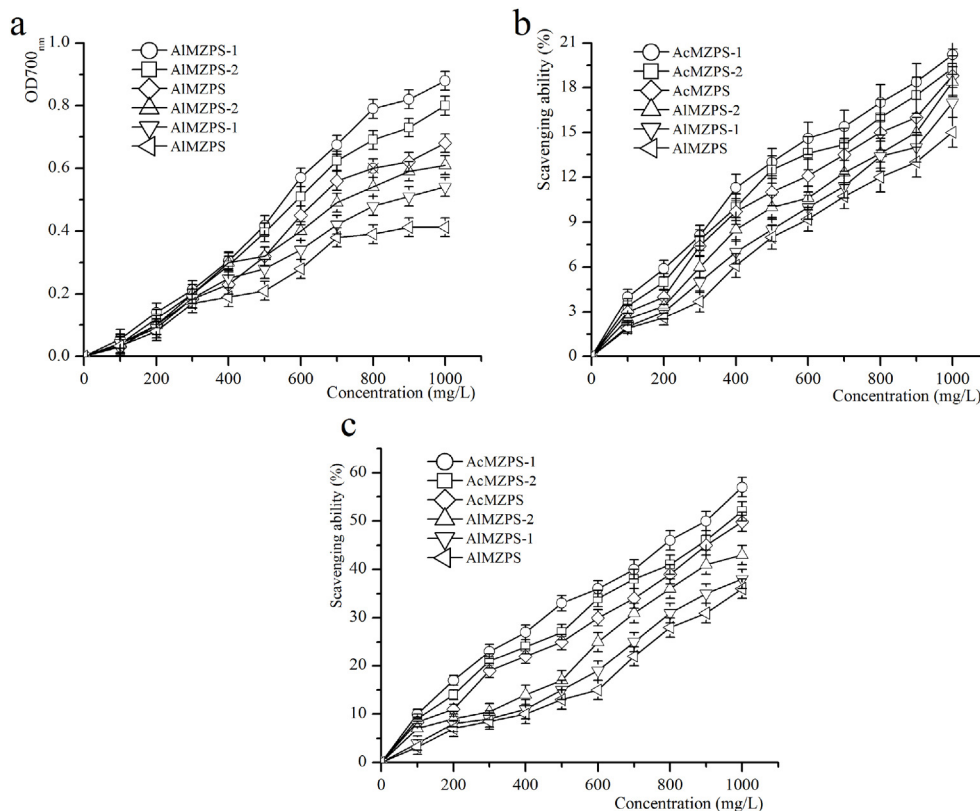 a
OD700nm
1.0
0.8
0.6
0.4
0.2
0.0
AlMZPS-1
AlMZPS-2
AlMZPS
AlMZPS-2
AlMZPS-1
AlMZPS
0 200 400 600 800 1000
Concentration (mg/L)
b
Scavenging ability (%)
21
18
15
12
9
6
3
0
AcMZPS-1
AcMZPS-2
AcMZPS
AlMZPS-2
AlMZPS-1
AlMZPS
0 200 400 600 800 1000
Concentration (mg/L)
c
Scavenging ability (%)
60
50
40
30
20
10
0
AcMZPS-1
AcMZPS-2
AcMZPS
AlMZPS-2
AlMZPS-1
AlMZPS
0 200 400 600 800 1000
Concentration (mg/L)